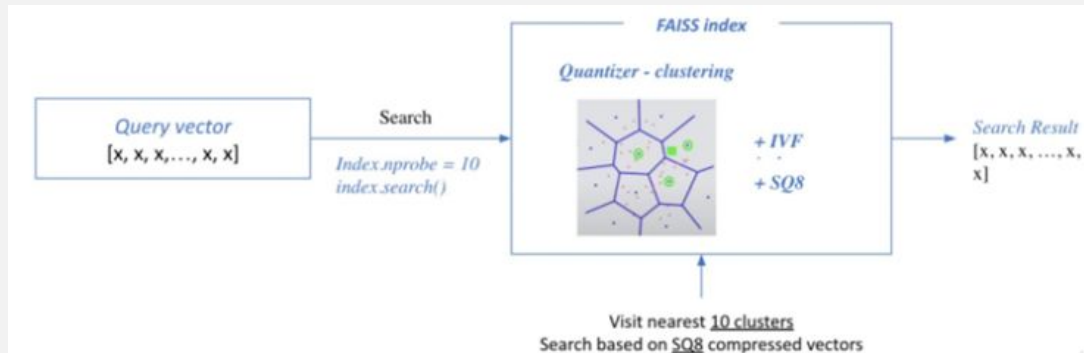 FAISS index
Quantizer - clustering
Query vector
[x, x, x,..., x, x]
Search
Index.nprobe = 10
index.search()
+ IVF
+ SQ8
Search Result
[x, x, x, ..., x,
x]
Visit nearest 10 clusters
Search based on SQ8 compressed vectors